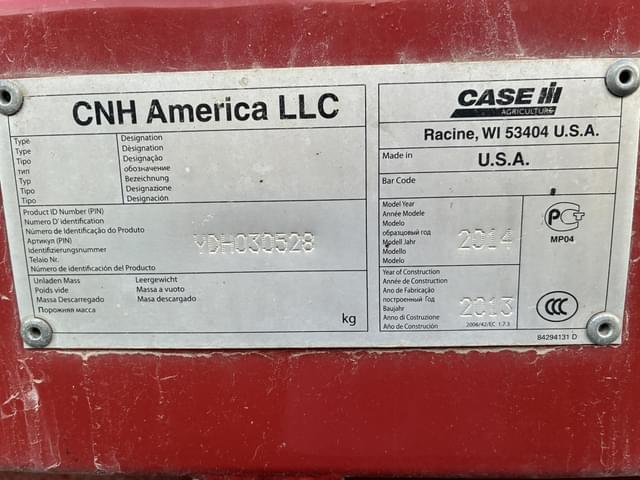 CNH America LLC
Type
Type
Tipo
тип
Typ
Tipo
Tipo
Designation
Désignation
Designação
обозначение
Bezeichnung
Designazione
Designación
Product ID Number (PIN)
Numero D'identification
Número de Identificação do Produto
Артикул (PIN)
Identifizierungsnummer
Telaio Nr.
Número de Identificación del Producto
YDH030528
Unladen Mass
Poids vide
Massa Descarregado
Порожняя масса
Leergewicht
Massa a vuoto
Masa descargado
kg
CASE IH
AGRICULTURE
Racine, WI 53404 U.S.A.
Made in
U.S.A.
Bar Code
Model Year
Année Modele
Modelo
образцовый год
Modell Jahr
Modello
Modelo
2014
PCT
MP04
Year of Construction
Année de Construction
Ano de Fabricação
построенный Год
Baujahr
Anno di Costruzione
Año de Construción
2013
2006/42/EC 1.7.3
CCC
84294131 D